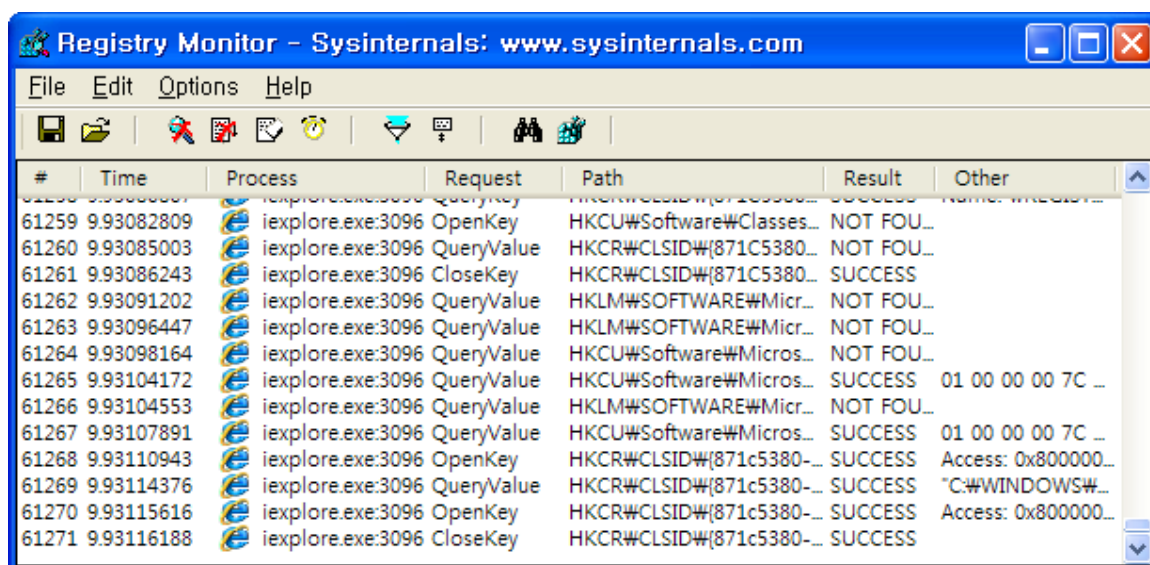 Registry Monitor - Sysinternals: www.sysinternals.com
File Edit Options Help
# Time Process Request Path Result Other
61259 9.93082809 iexplore.exe:3096 OpenKey HKCU₩Software₩Classes... NOT FOU...
61260 9.93085003 iexplore.exe:3096 QueryValue HKCR₩CLSID₩{871C5380... NOT FOU...
61261 9.93086243 iexplore.exe:3096 CloseKey HKCR₩CLSID₩{871C5380... SUCCESS
61262 9.93091202 iexplore.exe:3096 QueryValue HKLM₩SOFTWARE₩Micr... NOT FOU...
61263 9.93096447 iexplore.exe:3096 QueryValue HKLM₩SOFTWARE₩Micr... NOT FOU...
61264 9.93098164 iexplore.exe:3096 QueryValue HKCU₩Software₩Micros... NOT FOU...
61265 9.93104172 iexplore.exe:3096 QueryValue HKCU₩Software₩Micros... SUCCESS 01 00 00 00 7C ...
61266 9.93104553 iexplore.exe:3096 QueryValue HKLM₩SOFTWARE₩Micr... NOT FOU...
61267 9.93107891 iexplore.exe:3096 QueryValue HKCU₩Software₩Micros... SUCCESS 01 00 00 00 7C ...
61268 9.93110943 iexplore.exe:3096 OpenKey HKCR₩CLSID₩{871c5380-... SUCCESS Access: 0x800000...
61269 9.93114376 iexplore.exe:3096 QueryValue HKCR₩CLSID₩{871c5380-... SUCCESS "C:₩WINDOWS₩...
61270 9.93115616 iexplore.exe:3096 OpenKey HKCR₩CLSID₩{871c5380-... SUCCESS Access: 0x800000...
61271 9.93116188 iexplore.exe:3096 CloseKey HKCR₩CLSID₩{871c5380-... SUCCESS